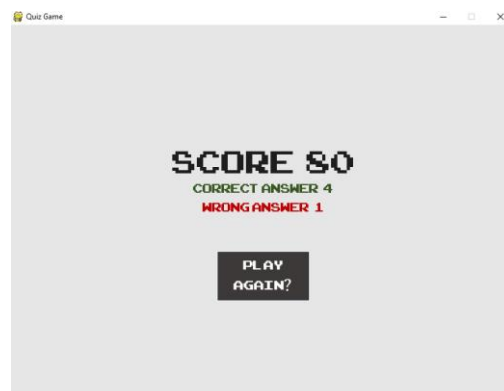 Quiz Game
SCORE 80
CORRECT ANSWER 4
WRONG ANSWER 1
PLAY
AGAIN?